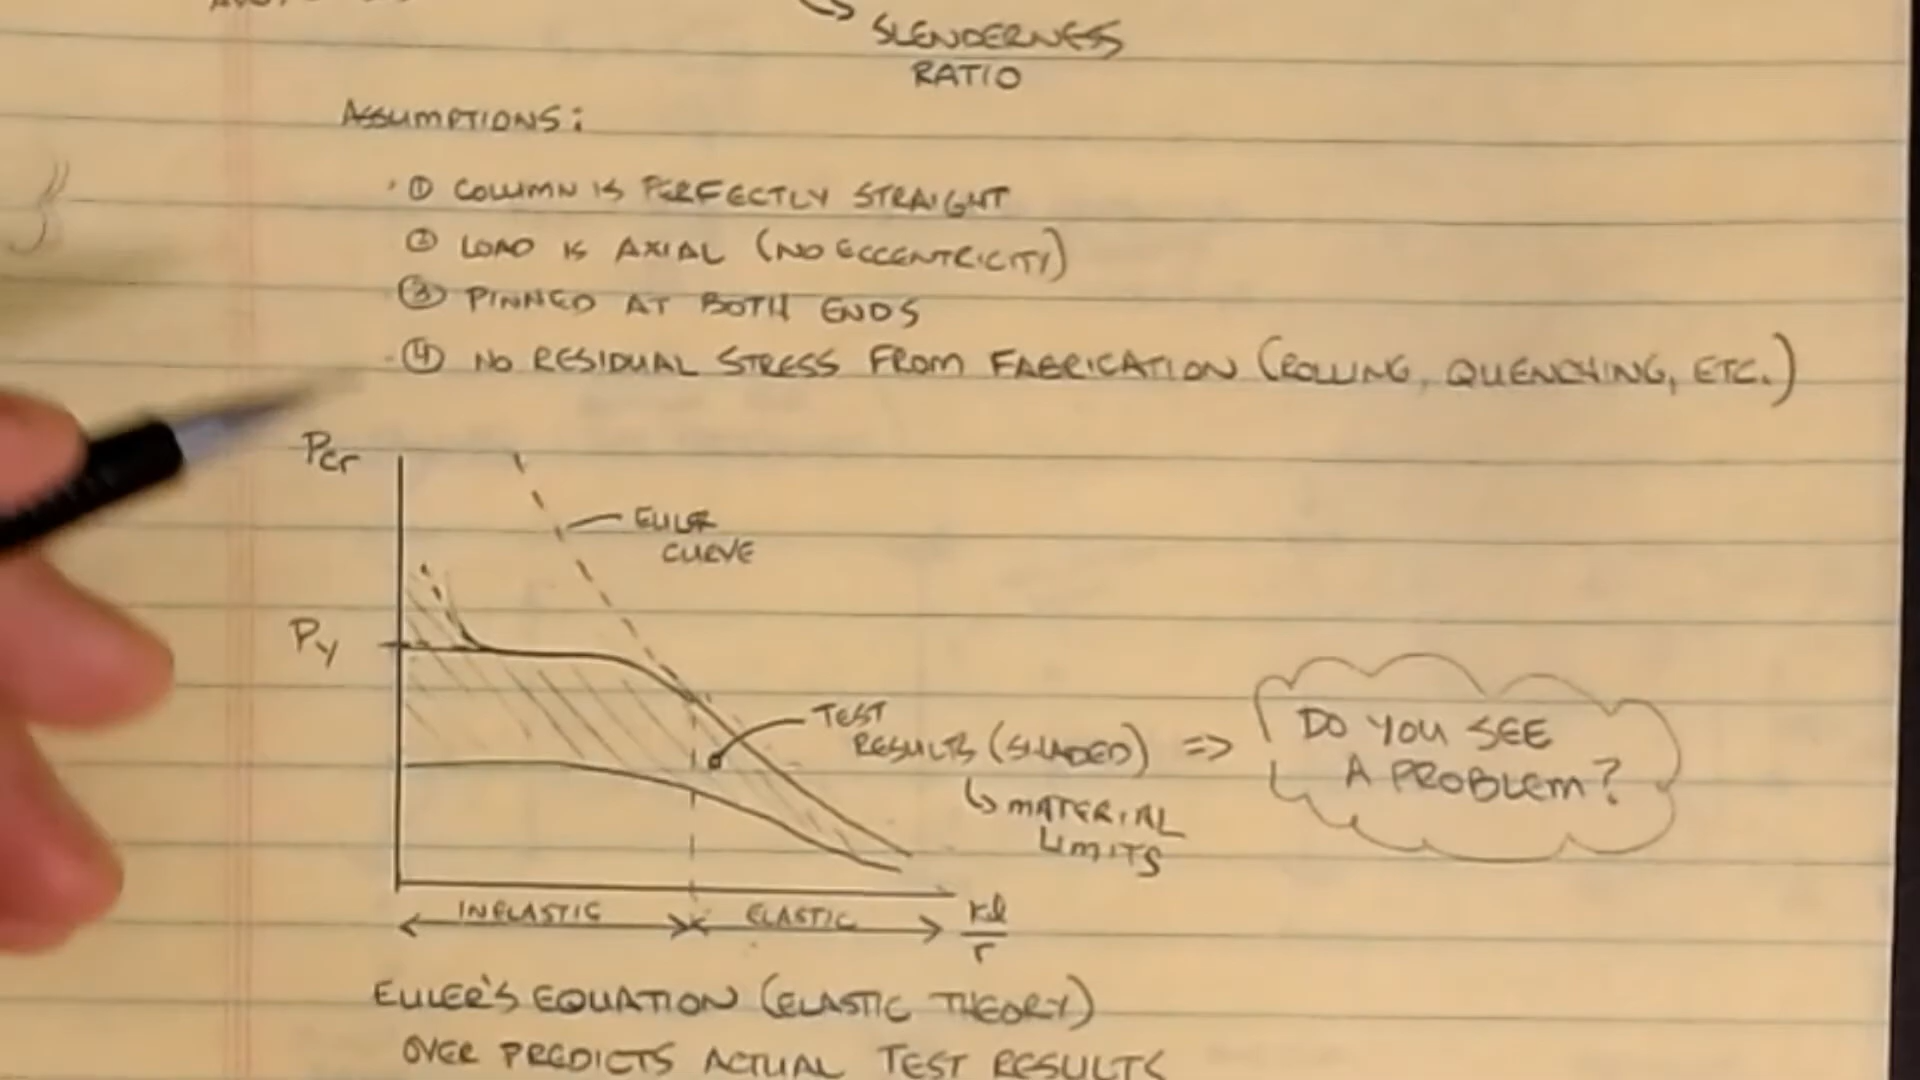 SLENDERNESS
RATIO
ASSUMPTIONS:
① COLUMN IS PERFECTLY STRAIGHT
② LOAD IS AXIAL (NO ECCENTRICITY)
③ PINNED AT BOTH ENDS
④ NO RESIDUAL STRESS FROM FABRICATION (ROLLING, QUENCHING, ETC.)
Pcr
EULER
CURVE
Py
TEST
RESULTS (SHADED) =>
↳ MATERIAL
LIMITS
DO YOU SEE
A PROBLEM?
INELASTIC
ELASTIC
kl
r
EULER'S EQUATION (ELASTIC THEORY)
OVER PREDICTS ACTUAL TEST RESULTS